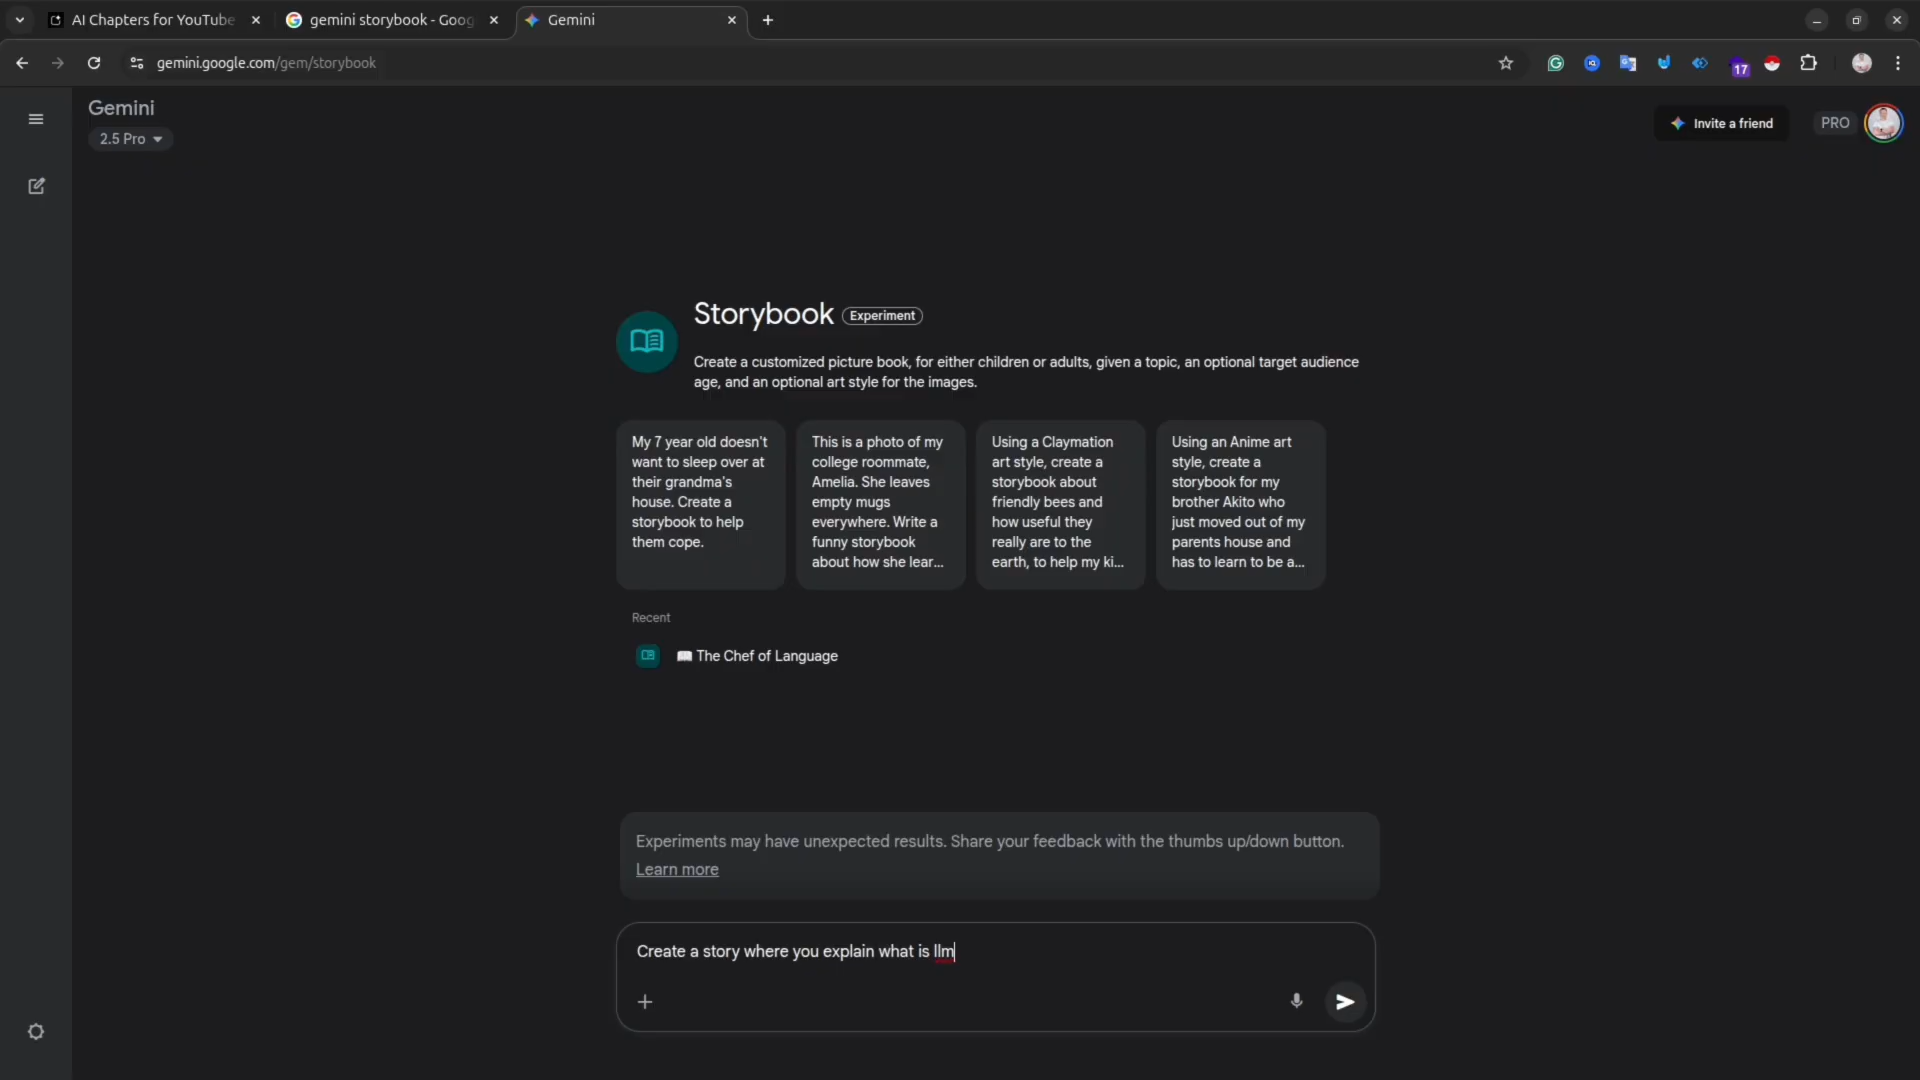 AI Chapters for YouTube
gemini storybook - Goog
Gemini
gemini.google.com/gem/storybook
17
Gemini
2.5 Pro
Invite a friend
PRO
Storybook
Experiment
Create a customized picture book, for either children or adults, given a topic, an optional target audience
age, and an optional art style for the images.
My 7 year old doesn't
want to sleep over at
their grandma's
house. Create a
storybook to help
them cope.
This is a photo of my
college roommate,
Amelia. She leaves
empty mugs
everywhere. Write a
funny storybook
about how she lear...
Using a Claymation
art style, create a
storybook about
friendly bees and
how useful they
really are to the
earth, to help my ki...
Using an Anime art
style, create a
storybook for my
brother Akito who
just moved out of my
parents house and
has to learn to be a...
Recent
The Chef of Language
Experiments may have unexpected results. Share your feedback with the thumbs up/down button.
Learn more
Create a story where you explain what is llm